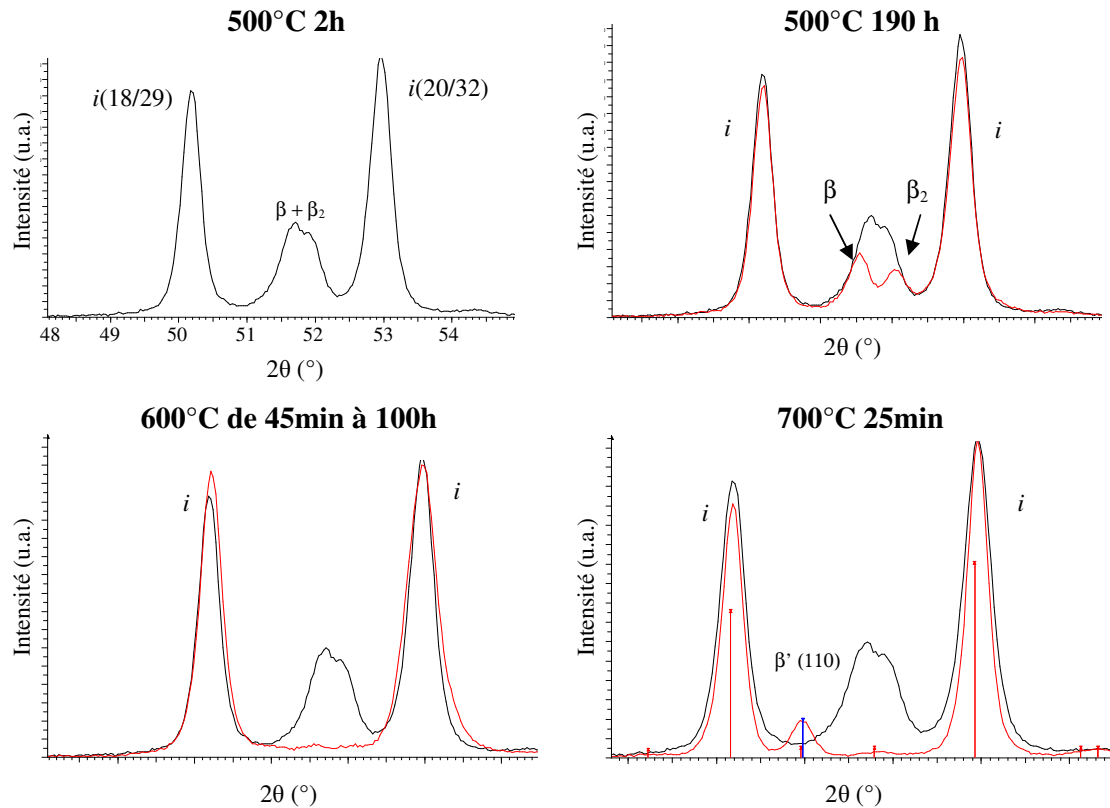 500°C 2h
i(18/29)
i(20/32)
β + β₂
Intensité (u.a.)
48 49 50 51 52 53 54
2θ (°)
500°C 190 h
i
i
β
β₂
Intensité (u.a.)
2θ (°)
600°C de 45min à 100h
i
i
Intensité (u.a.)
2θ (°)
700°C 25min
i
i
β' (110)
Intensité (u.a.)
2θ (°)